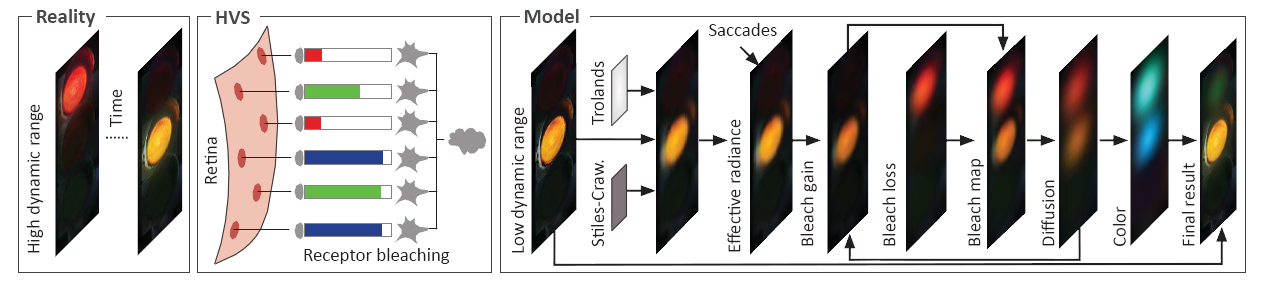 Reality
High dynamic range
Time
HVS
Retina
Receptor bleaching
Model
Low dynamic range
Trolands
Stiles-Craw.
Saccades
Effective radiance
Bleach gain
Bleach loss
Bleach map
Diffusion
Color
Final result